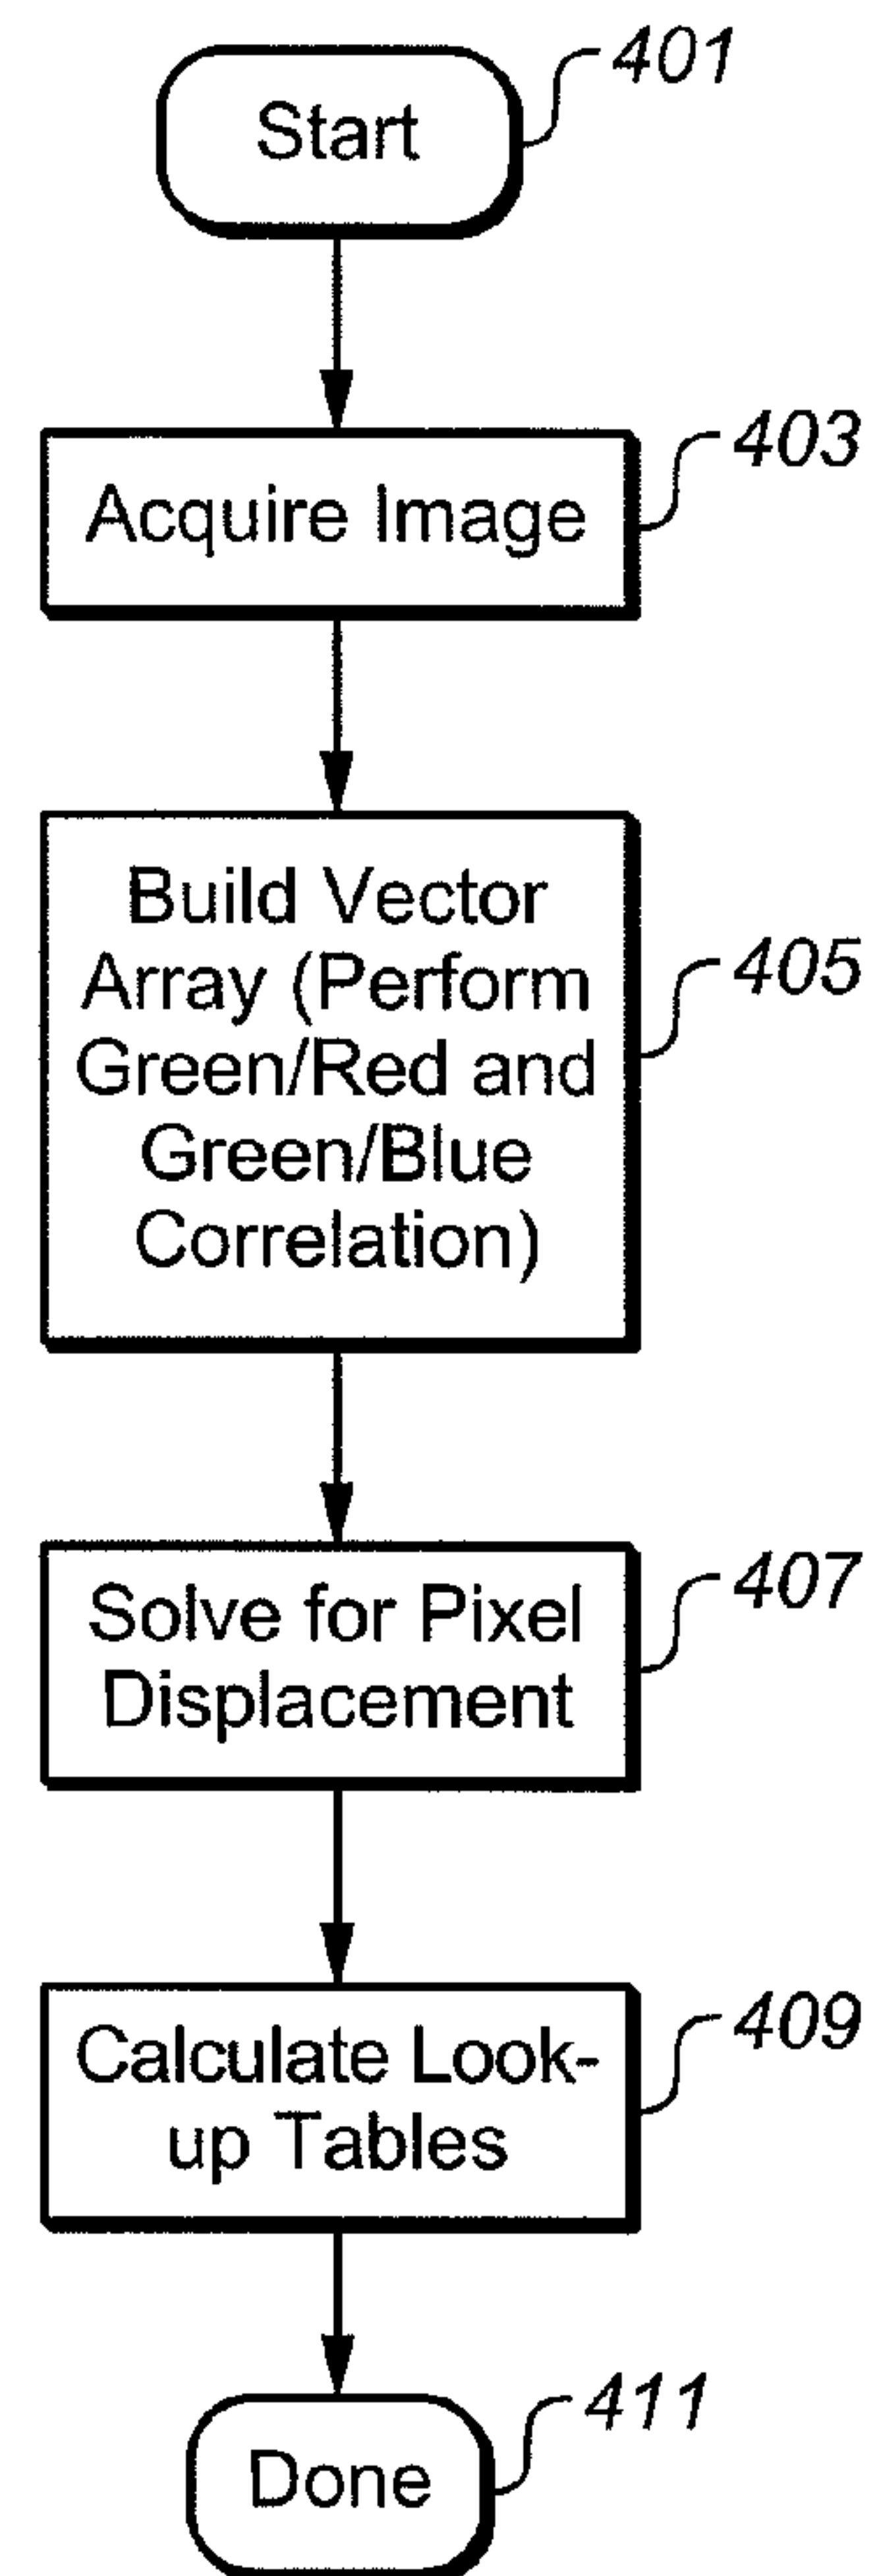 Start
401
Acquire Image
403
Build Vector
Array (Perform
Green/Red and
Green/Blue
Correlation)
405
Solve for Pixel
Displacement
407
Calculate Look-
up Tables
409
Done
411